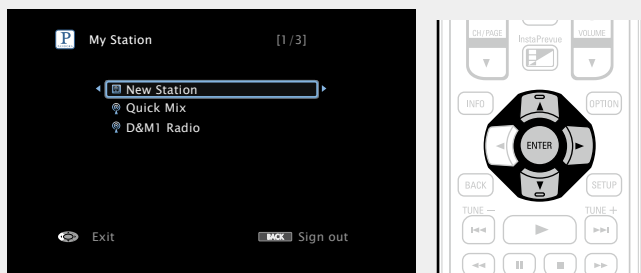 P
My Station [1/3]
New Station
Quick Mix
D&M1 Radio
Exit BACK Sign out
CH/PAGE InstaPrevue VOLUME
INFO OPTION
ENTER
BACK SETUP
TUNE − TUNE +